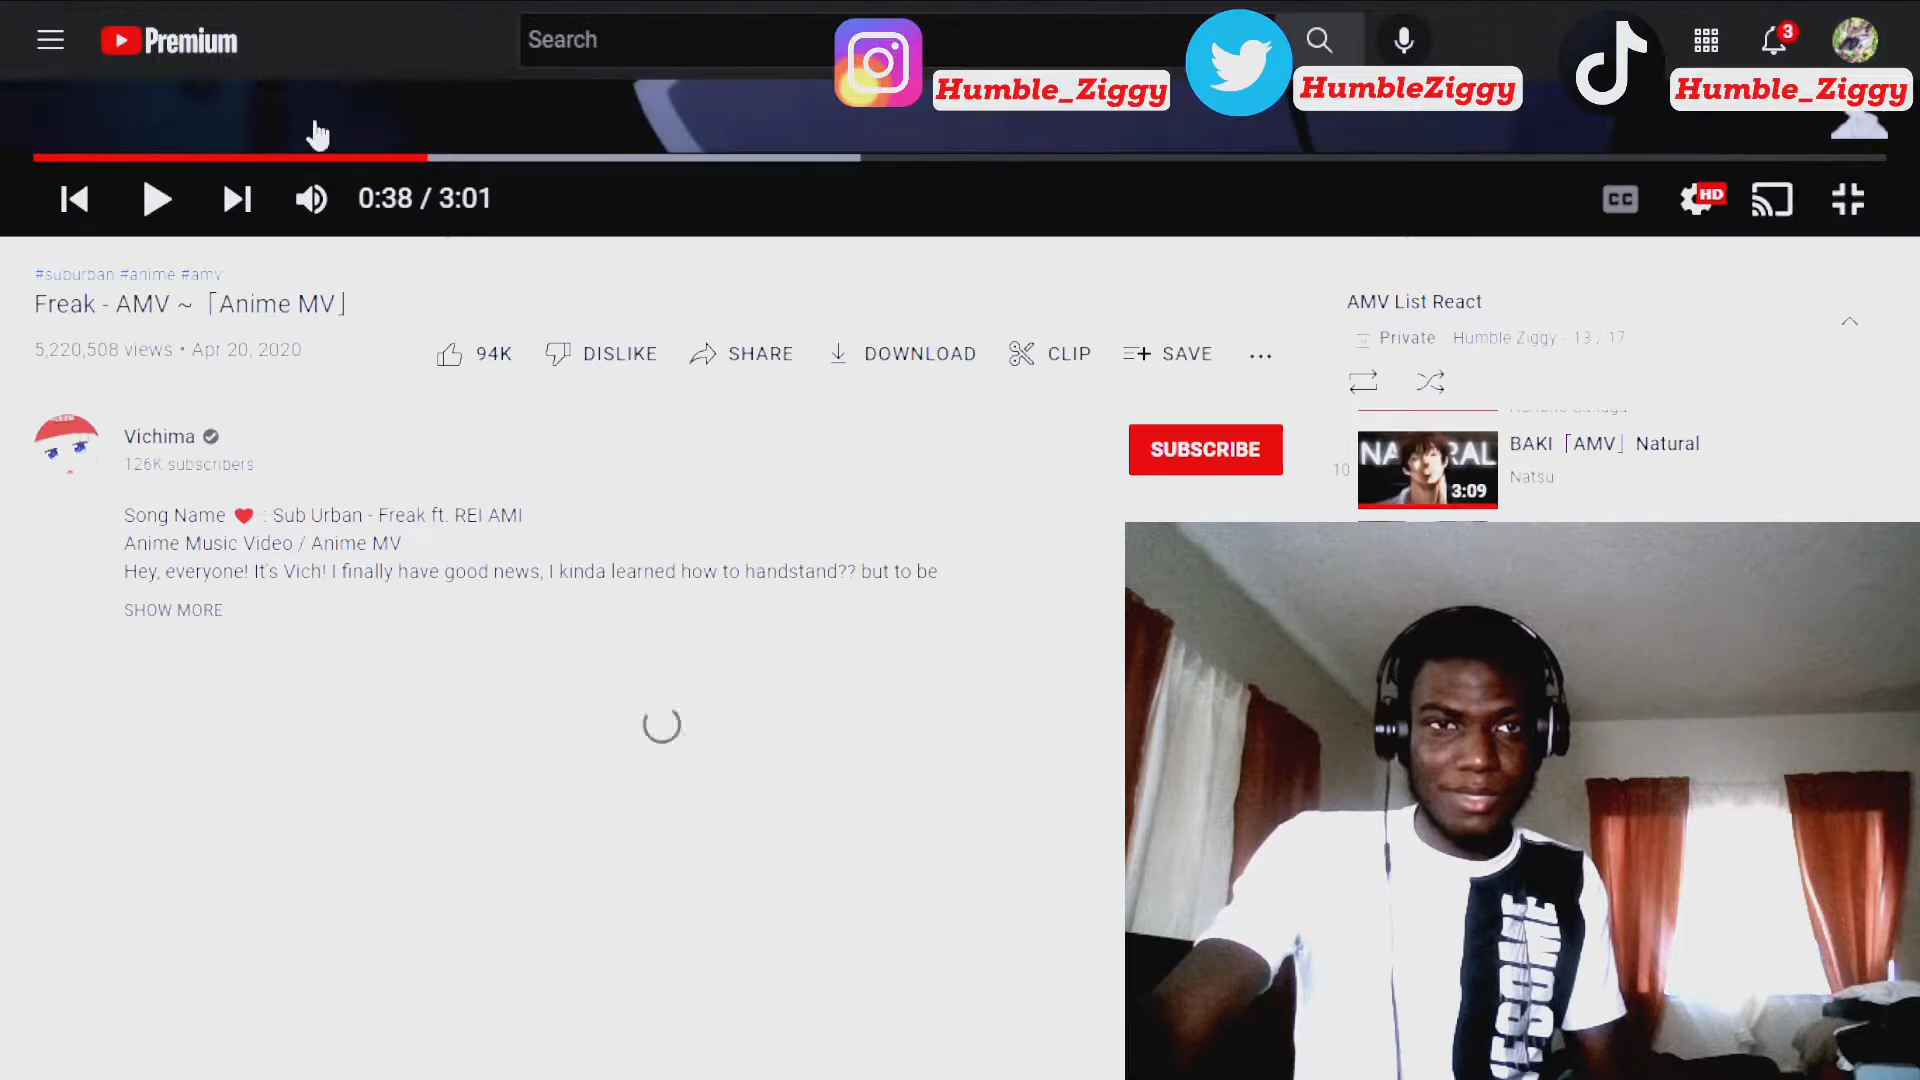 Premium
Search
3
Humble_Ziggy
HumbleZiggy
Humble_Ziggy
0:38 / 3:01
CC
HD
#suburban #anime #amv
Freak - AMV ~「Anime MV」
5,220,508 views • Apr 20, 2020
94K
DISLIKE
SHARE
DOWNLOAD
CLIP
SAVE
Vichima
126K subscribers
SUBSCRIBE
Song Name ❤️ : Sub Urban - Freak ft. REI AMI
Anime Music Video / Anime MV
Hey, everyone! It's Vich! I finally have good news, I kinda learned how to handstand?? but to be
SHOW MORE
AMV List React
Private Humble Ziggy - 13 / 17
10
3:09
BAKI「AMV」Natural
Natsu